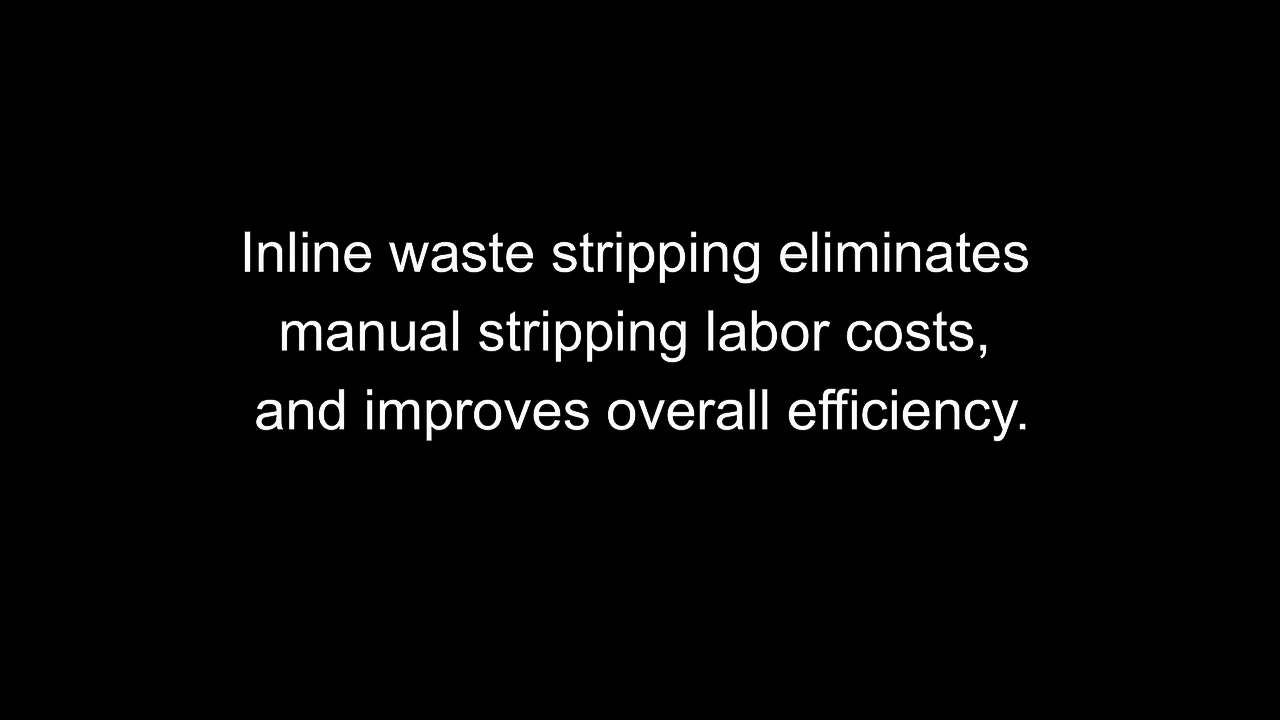 Inline waste stripping eliminates
manual stripping labor costs,
and improves overall efficiency.